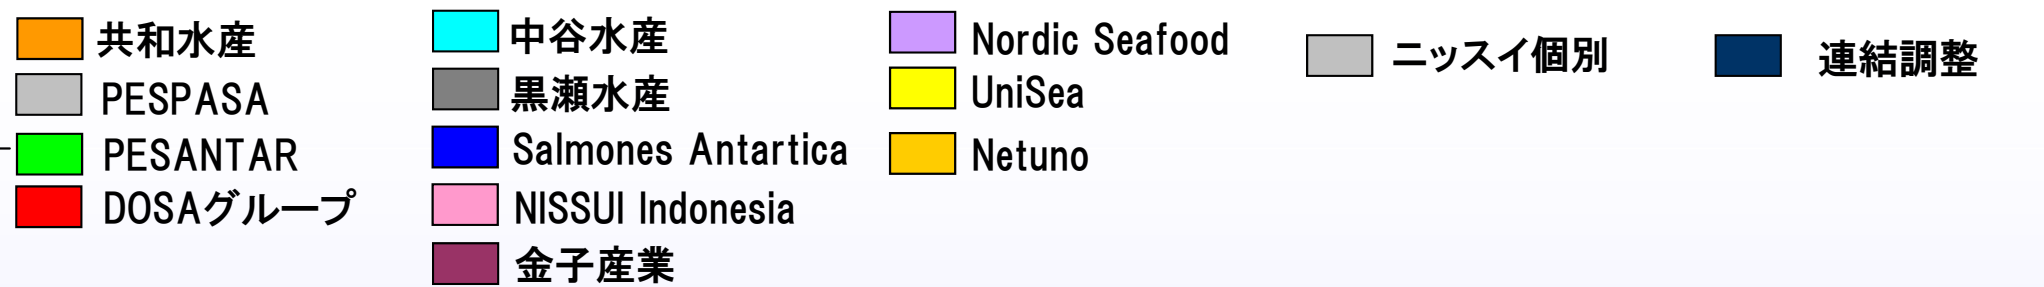 共和水産
PESPASA
PESANTAR
DOSAグループ
中谷水産
黒瀬水産
Salmones Antartica
NISSUI Indonesia
金子産業
Nordic Seafood
UniSea
Netuno
ニッスイ個別
連結調整